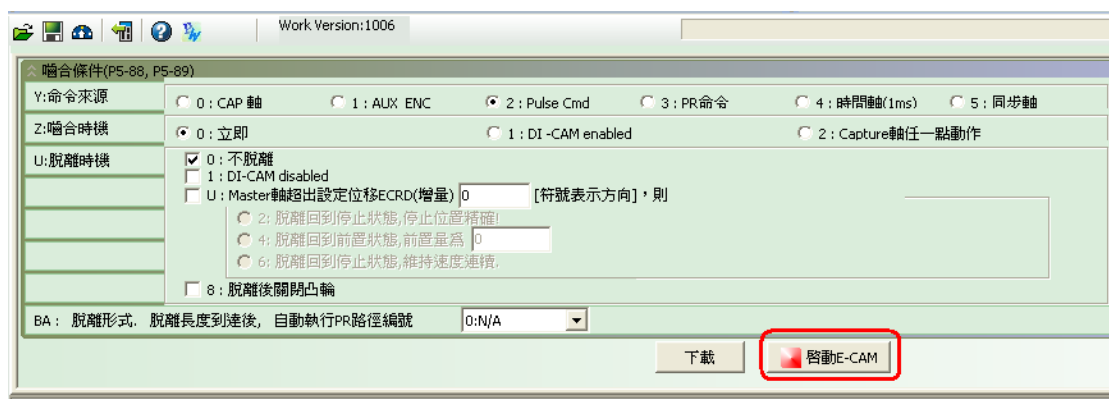 Work Version:1006
嚙合條件(P5-88, P5-89)
Y:命令來源 0 : CAP 軸 1 : AUX ENC 2 : Pulse Cmd 3 : PR命令 4 : 時間軸(1ms) 5 : 同步軸
Z:嚙合時機 0 : 立即 1 : DI -CAM enabled 2 : Capture軸任一點動作
U:脫離時機 0 : 不脫離
1 : DI-CAM disabled
U : Master軸超出設定位移ECRD(增量) 0 [符號表示方向],則
2: 脫離回到停止狀態,停止位置精確!
4: 脫離回到前置狀態,前置量爲 0
6: 脫離回到停止狀態,維持速度連續.
8 : 脫離後關閉凸輪
BA : 脫離形式. 脫離長度到達後, 自動執行PR路徑編號 0:N/A
下載 啓動E-CAM